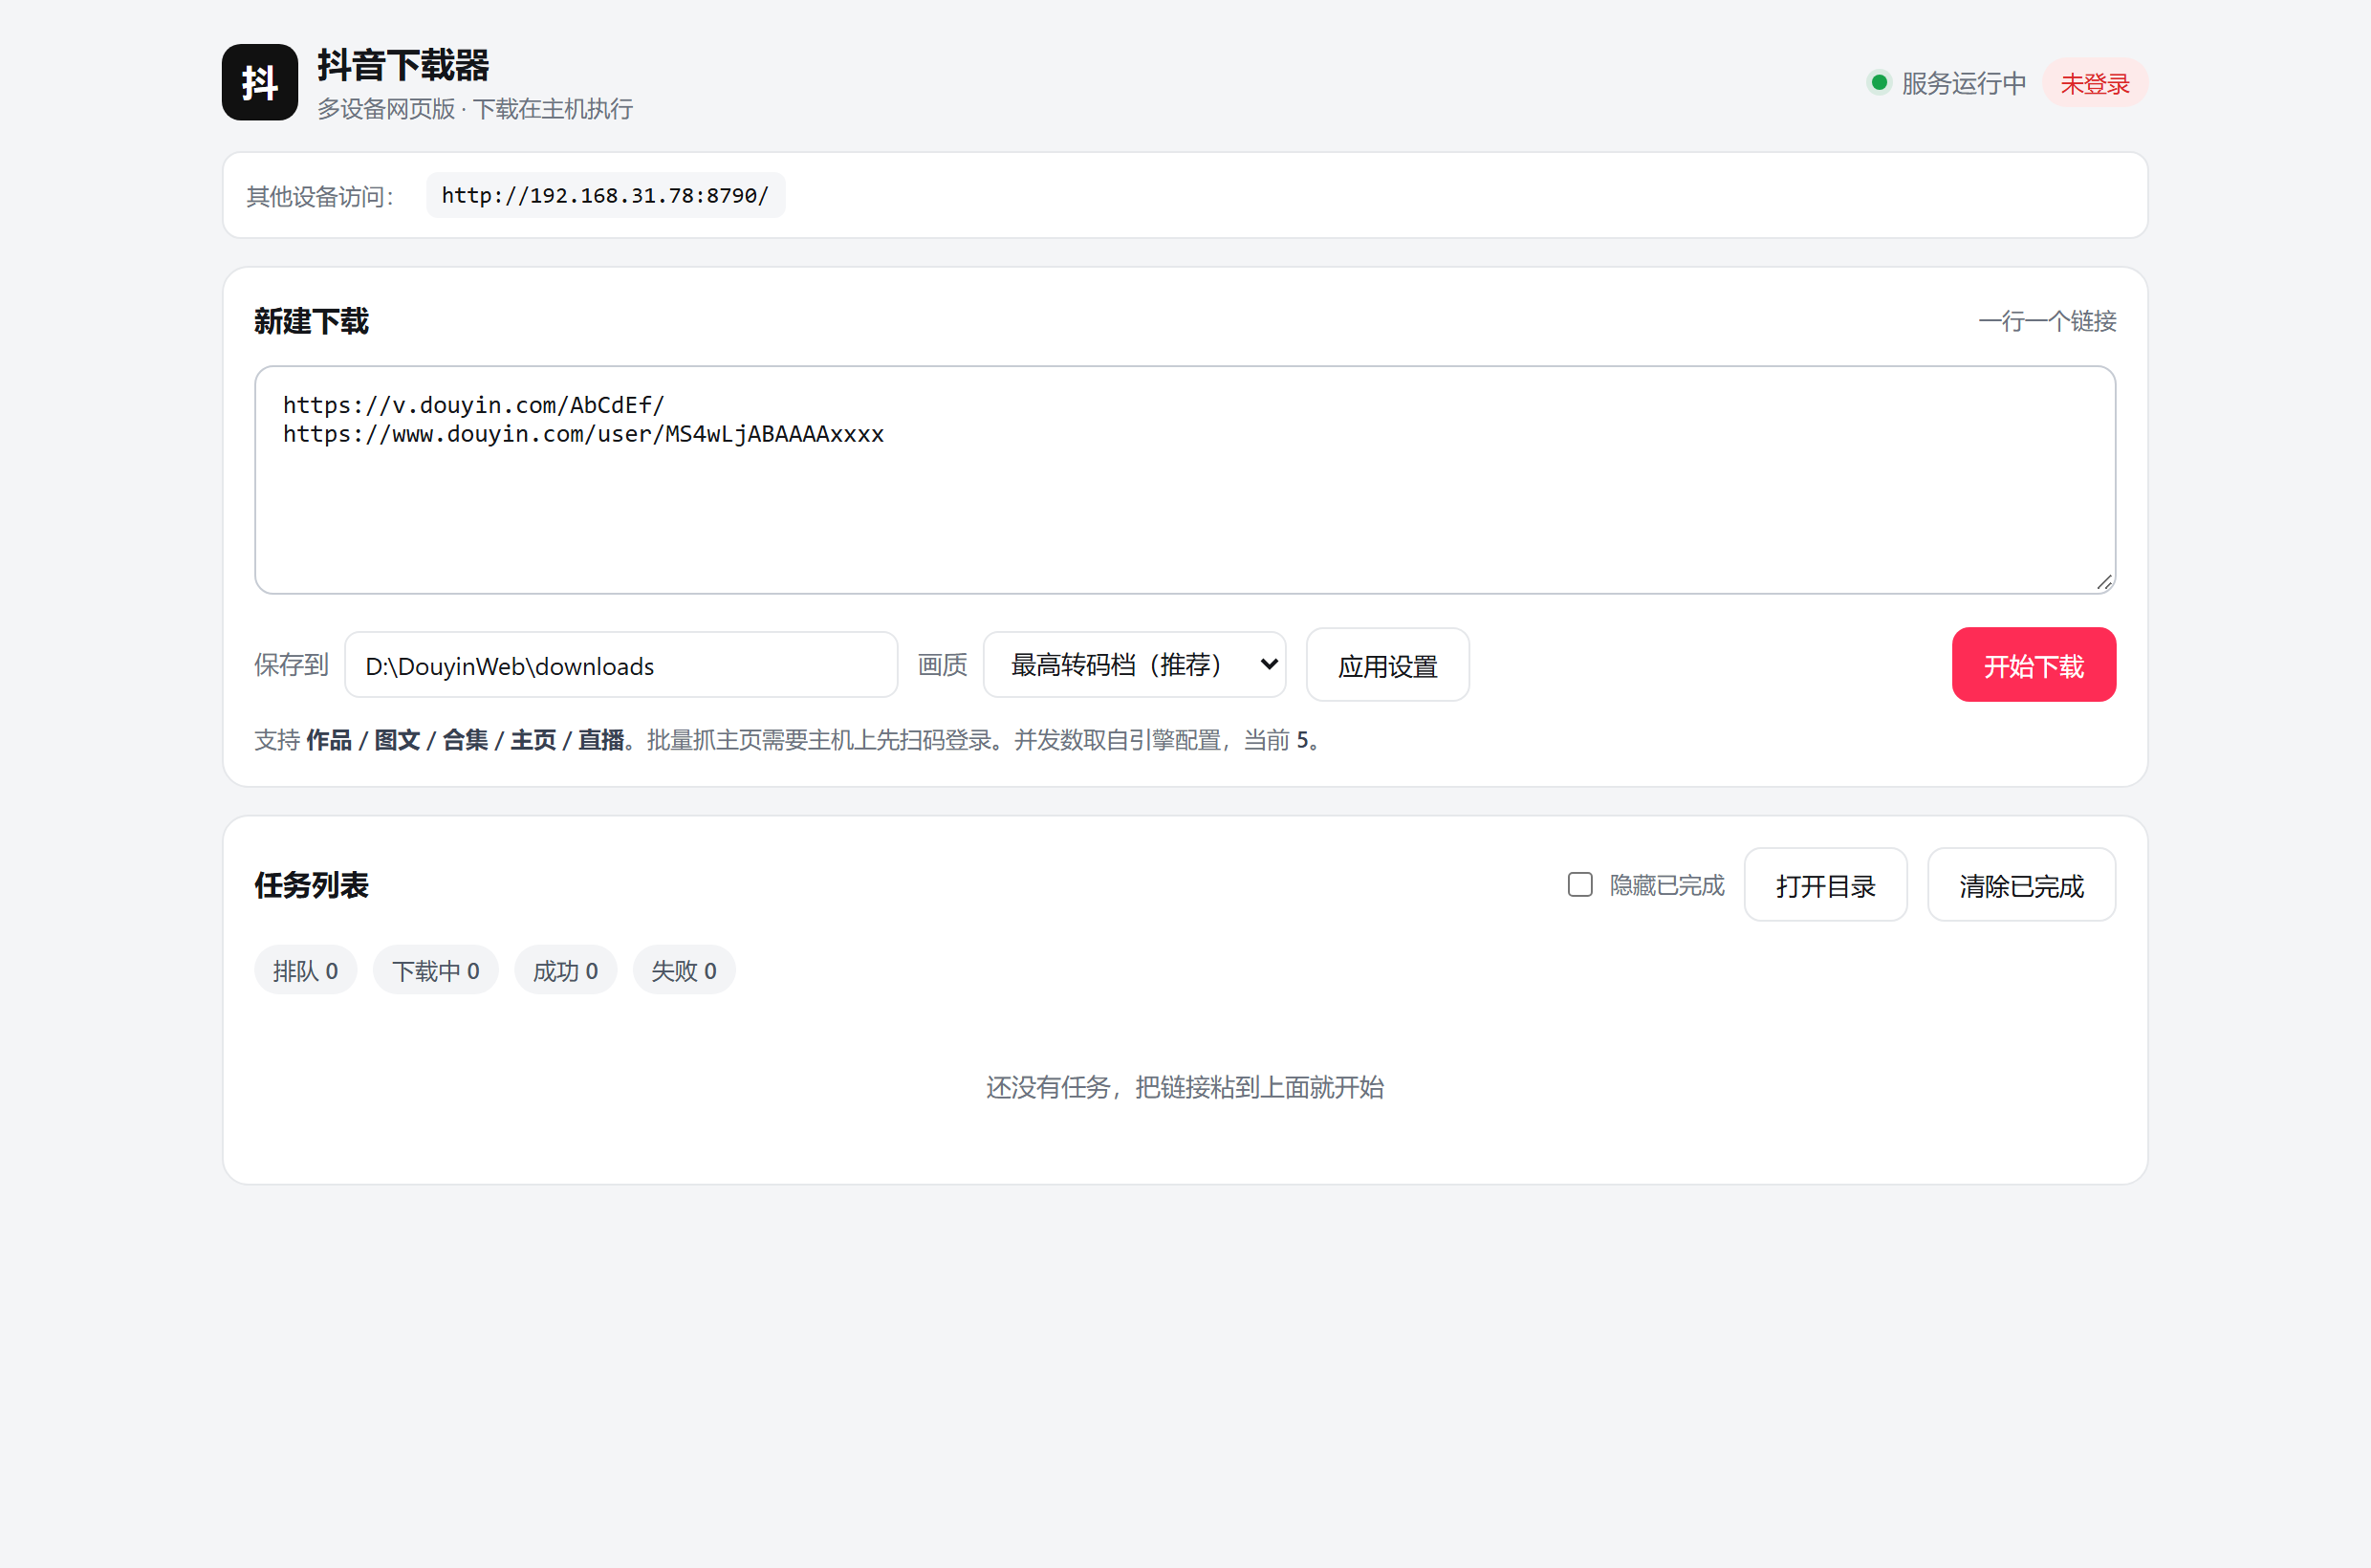 抖
抖音下载器
多设备网页版 · 下载在主机执行
服务运行中
未登录
其他设备访问：
http://192.168.31.78:8790/
新建下载
一行一个链接
https://v.douyin.com/AbCdEf/
https://www.douyin.com/user/MS4wLjABAAAAxxxx
保存到
D:\DouyinWeb\downloads
画质
最高转码档（推荐）
应用设置
开始下载
支持 作品 / 图文 / 合集 / 主页 / 直播。批量抓主页需要主机上先扫码登录。并发数取自引擎配置，当前 5。
任务列表
隐藏已完成
打开目录
清除已完成
排队 0
下载中 0
成功 0
失败 0
还没有任务，把链接粘到上面就开始